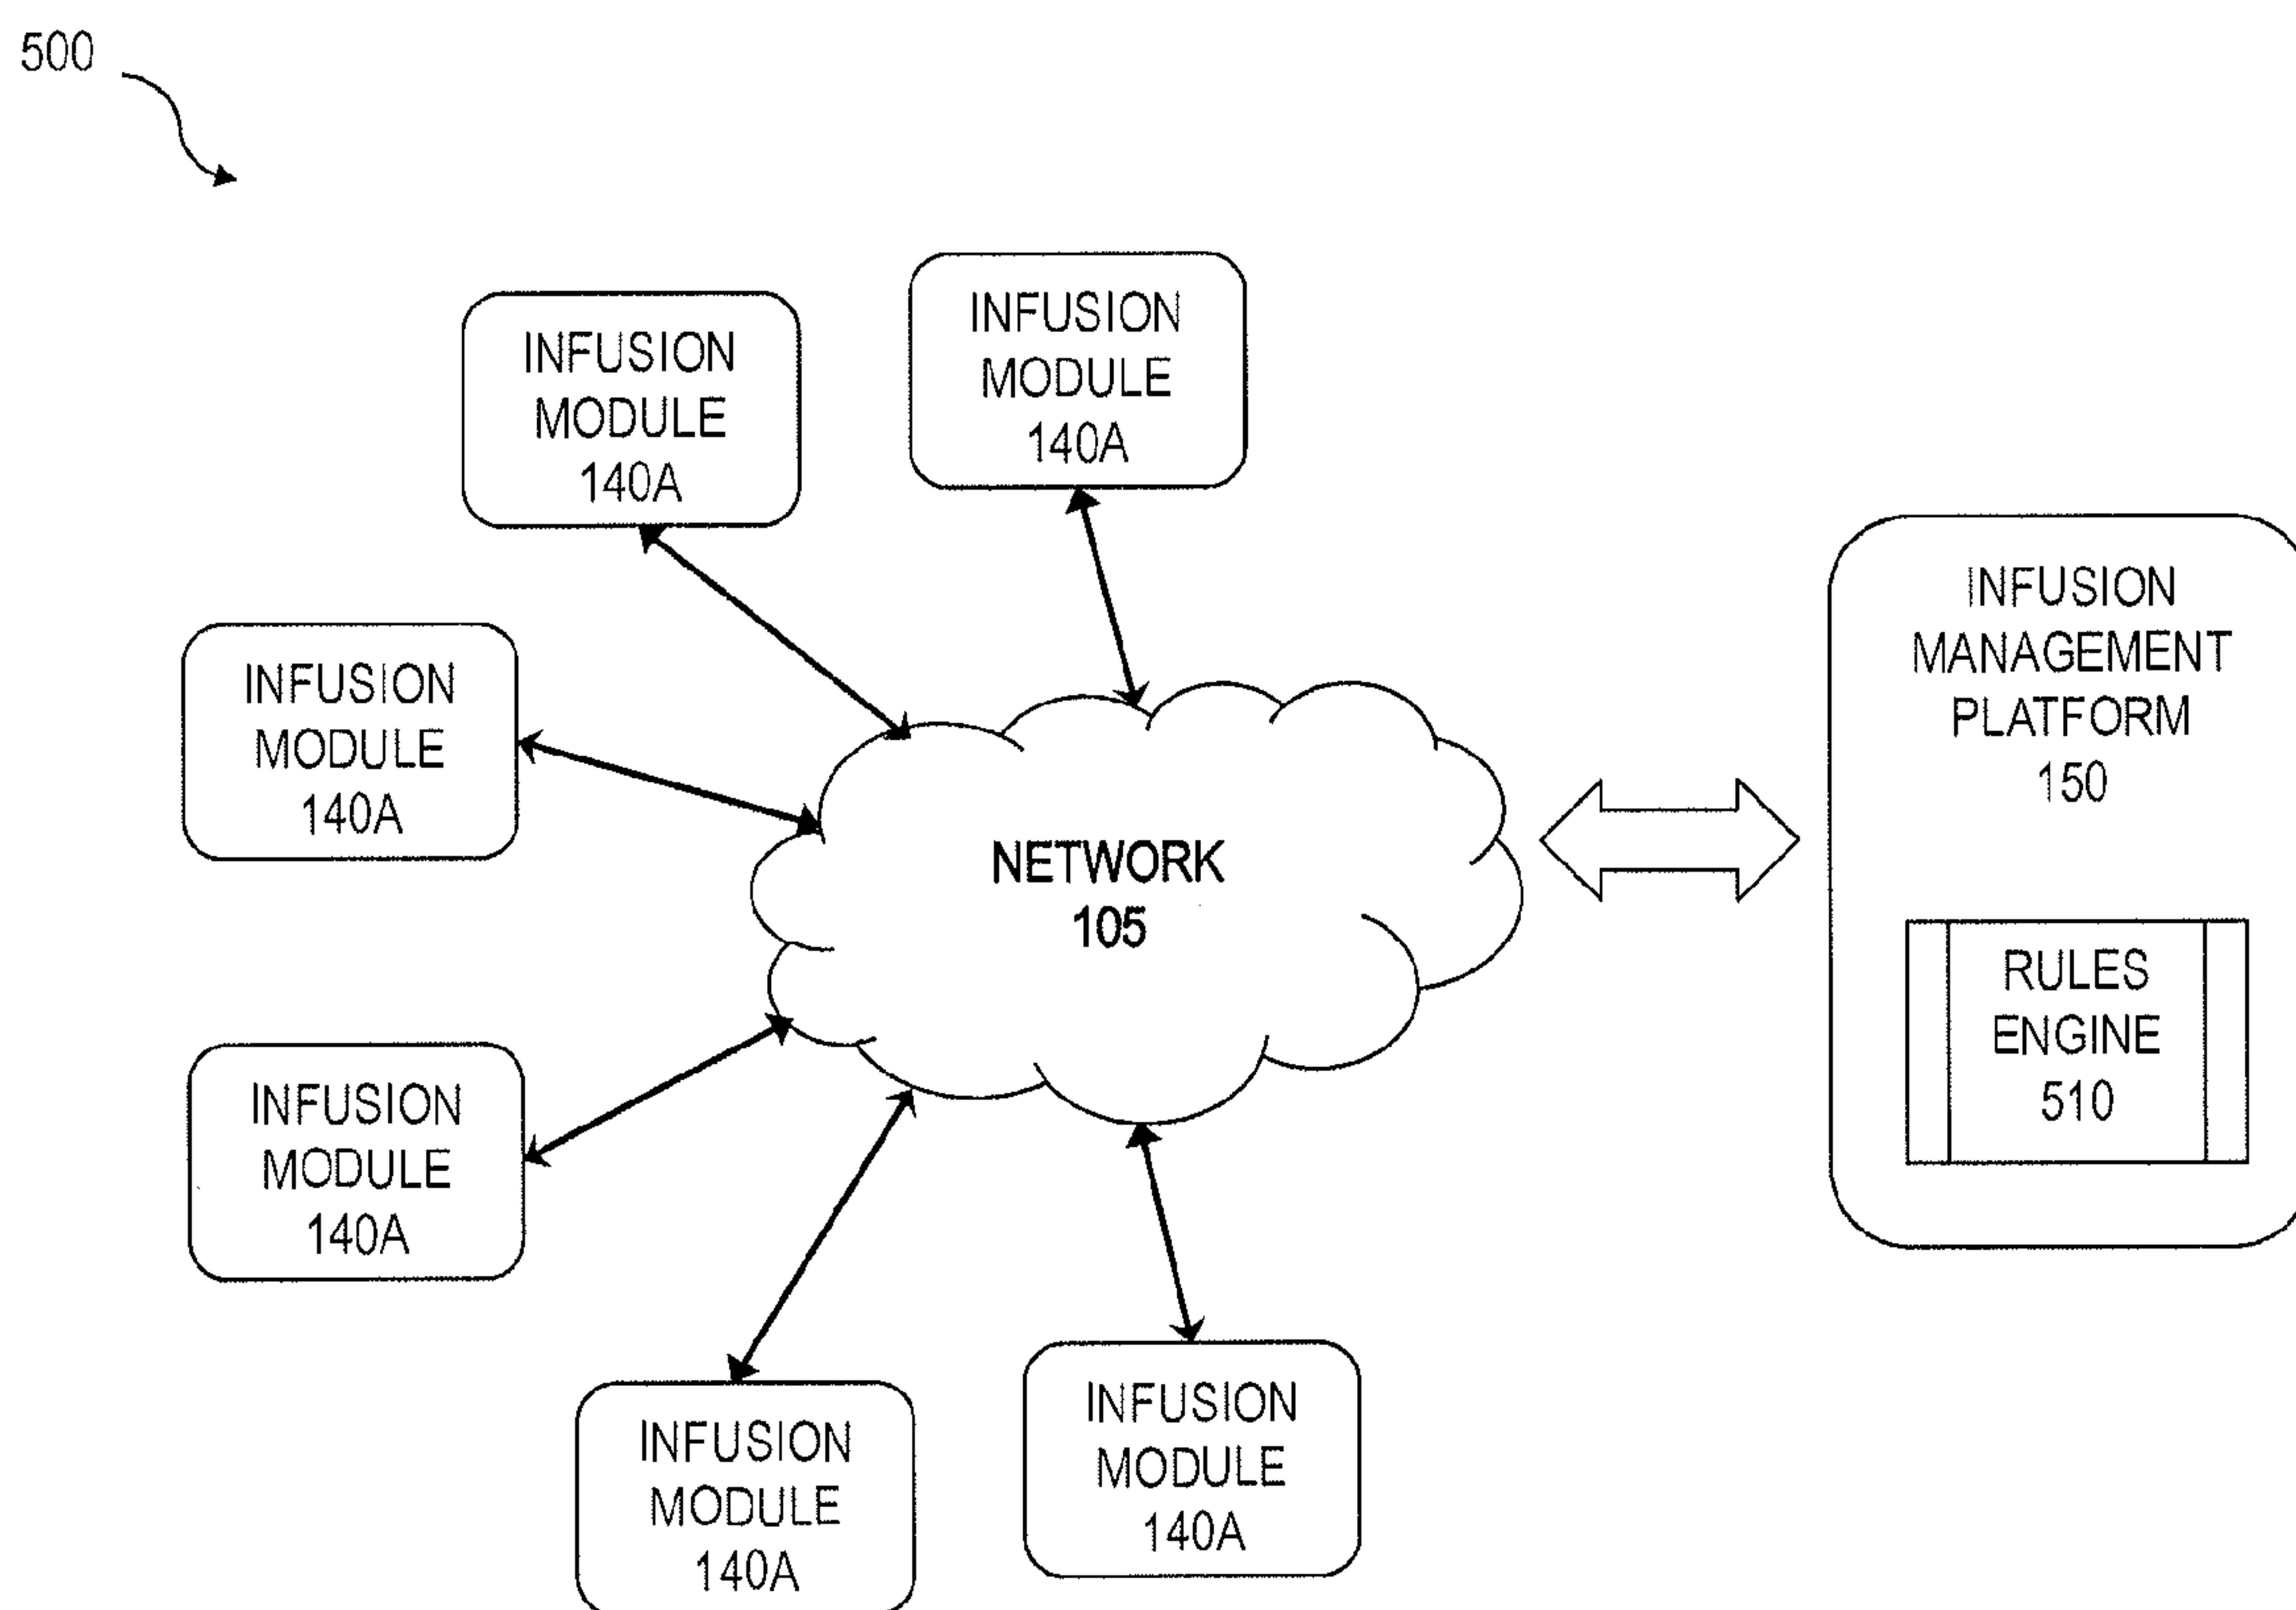 500
INFUSION
MODULE
140A
INFUSION
MODULE
140A
INFUSION
MODULE
140A
NETWORK
105
INFUSION
MANAGEMENT
PLATFORM
150
RULES
ENGINE
510
INFUSION
MODULE
140A
INFUSION
MODULE
140A
INFUSION
MODULE
140A